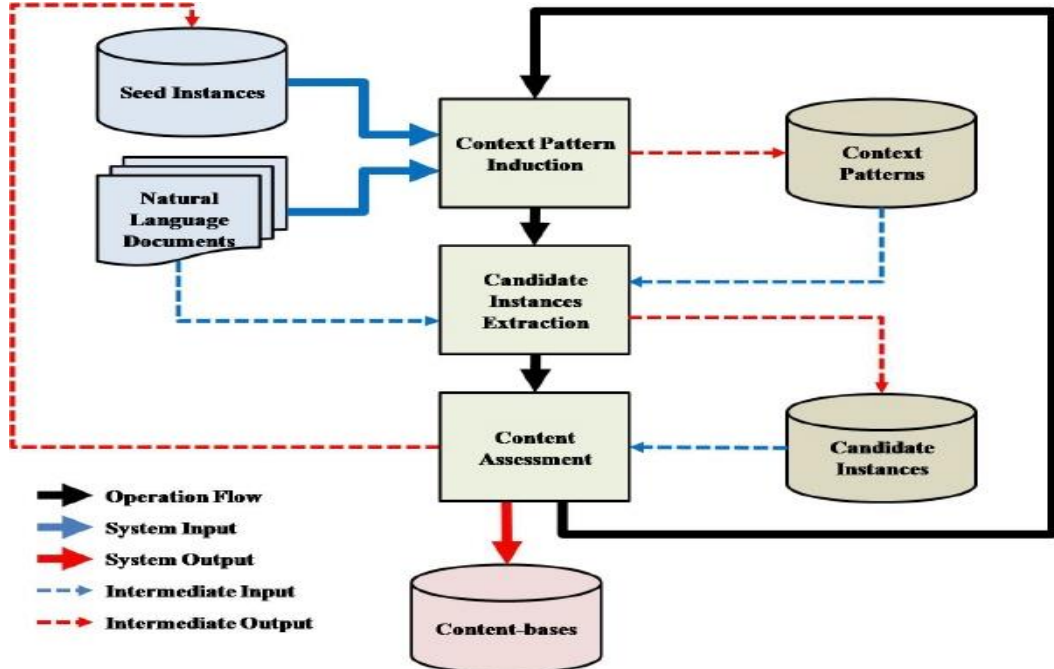 Seed Instances
Natural
Language
Documents
Context Pattern
Induction
Context
Patterns
Candidate
Instances
Extraction
Content
Assessment
Candidate
Instances
Operation Flow
System Input
System Output
Intermediate Input
Intermediate Output
Content-bases